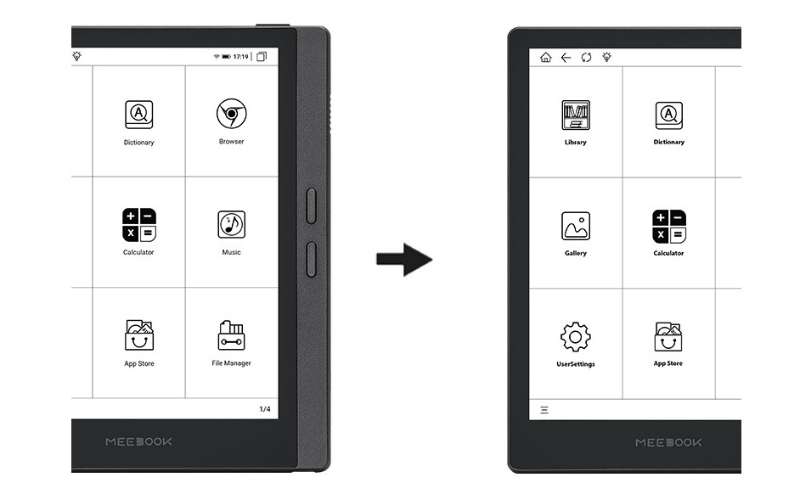 17:19
Dictionary
Browser
Calculator
Music
App Store
File Manager
1/4
MEEBOOK
Library
Dictionary
Gallery
Calculator
UserSettings
App Store
MEEBOOK